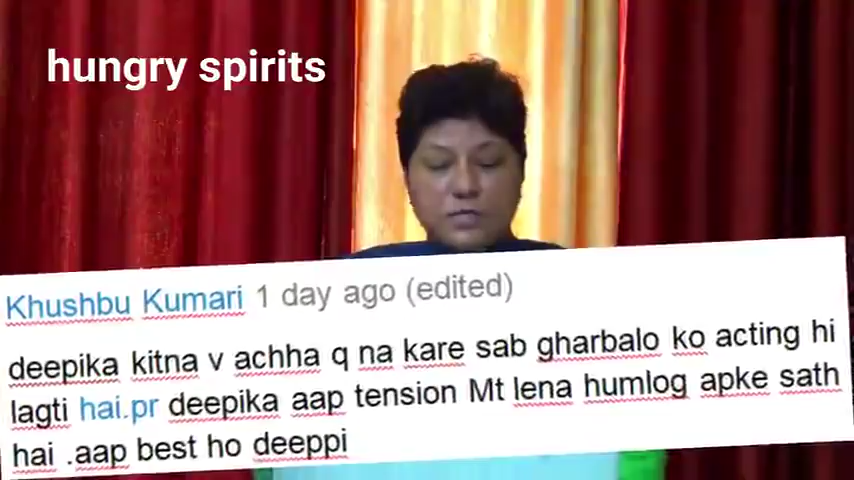 hungry spirits
Khushbu Kumari 1 day ago (edited)
deepika kitna v achha q na kare sab gharbalo ko acting hi
lagti hai.pr deepika aap tension Mt lena humlog apke sath
hai .aap best ho deeppi